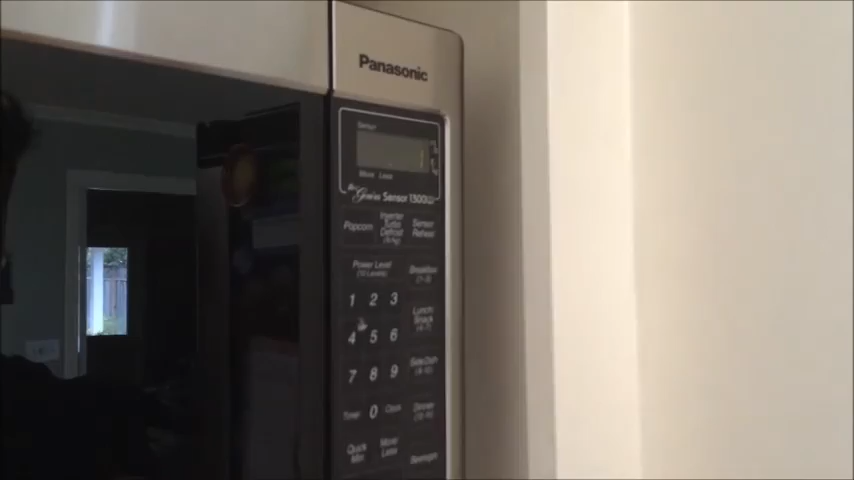 Panasonic
Sensor
More Less
the Genius Sensor 1300W
Popcorn
Inverter
Turbo
Defrost
Sensor
Reheat
Power Level
(10 Levels)
Breakfast
1 2 3
Lunch/
Snack
4 5 6
7 8 9
Side Dish
Timer 0 Clock
Dinner
Quick
Min
More/
Less